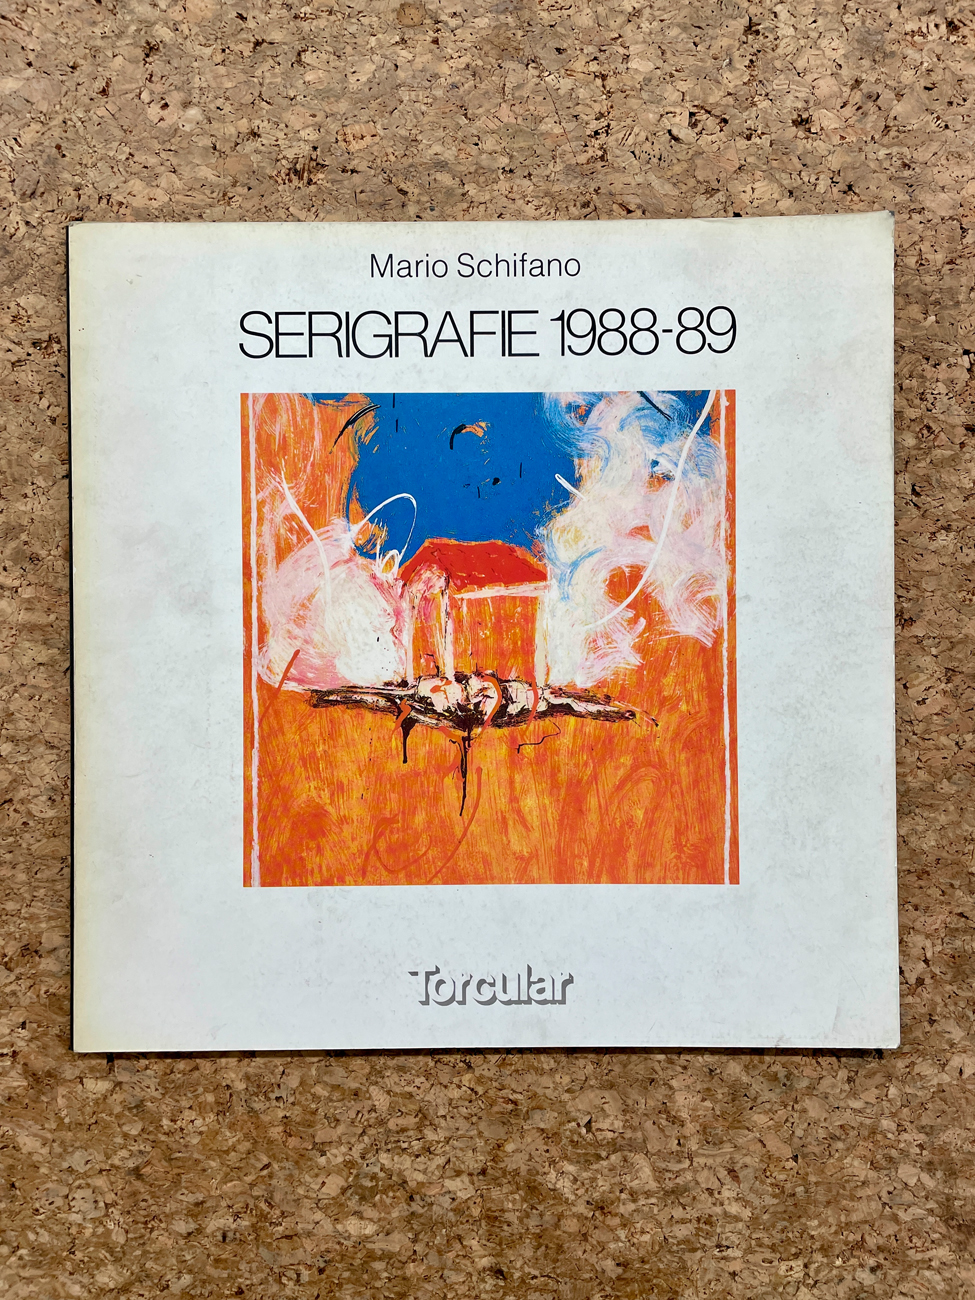 Mario Schifano
SERIGRAFIE 1988-89
Torcular